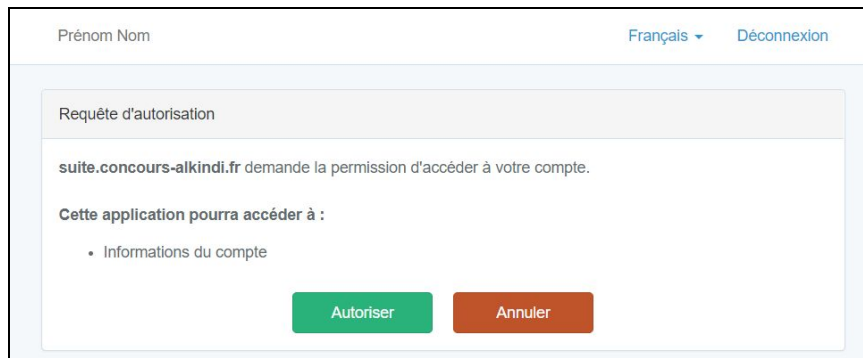 Prénom Nom Français Déconnexion
Requête d'autorisation
suite.concours-alkindi.fr demande la permission d'accéder à votre compte.
Cette application pourra accéder à :
• Informations du compte
Autoriser Annuler